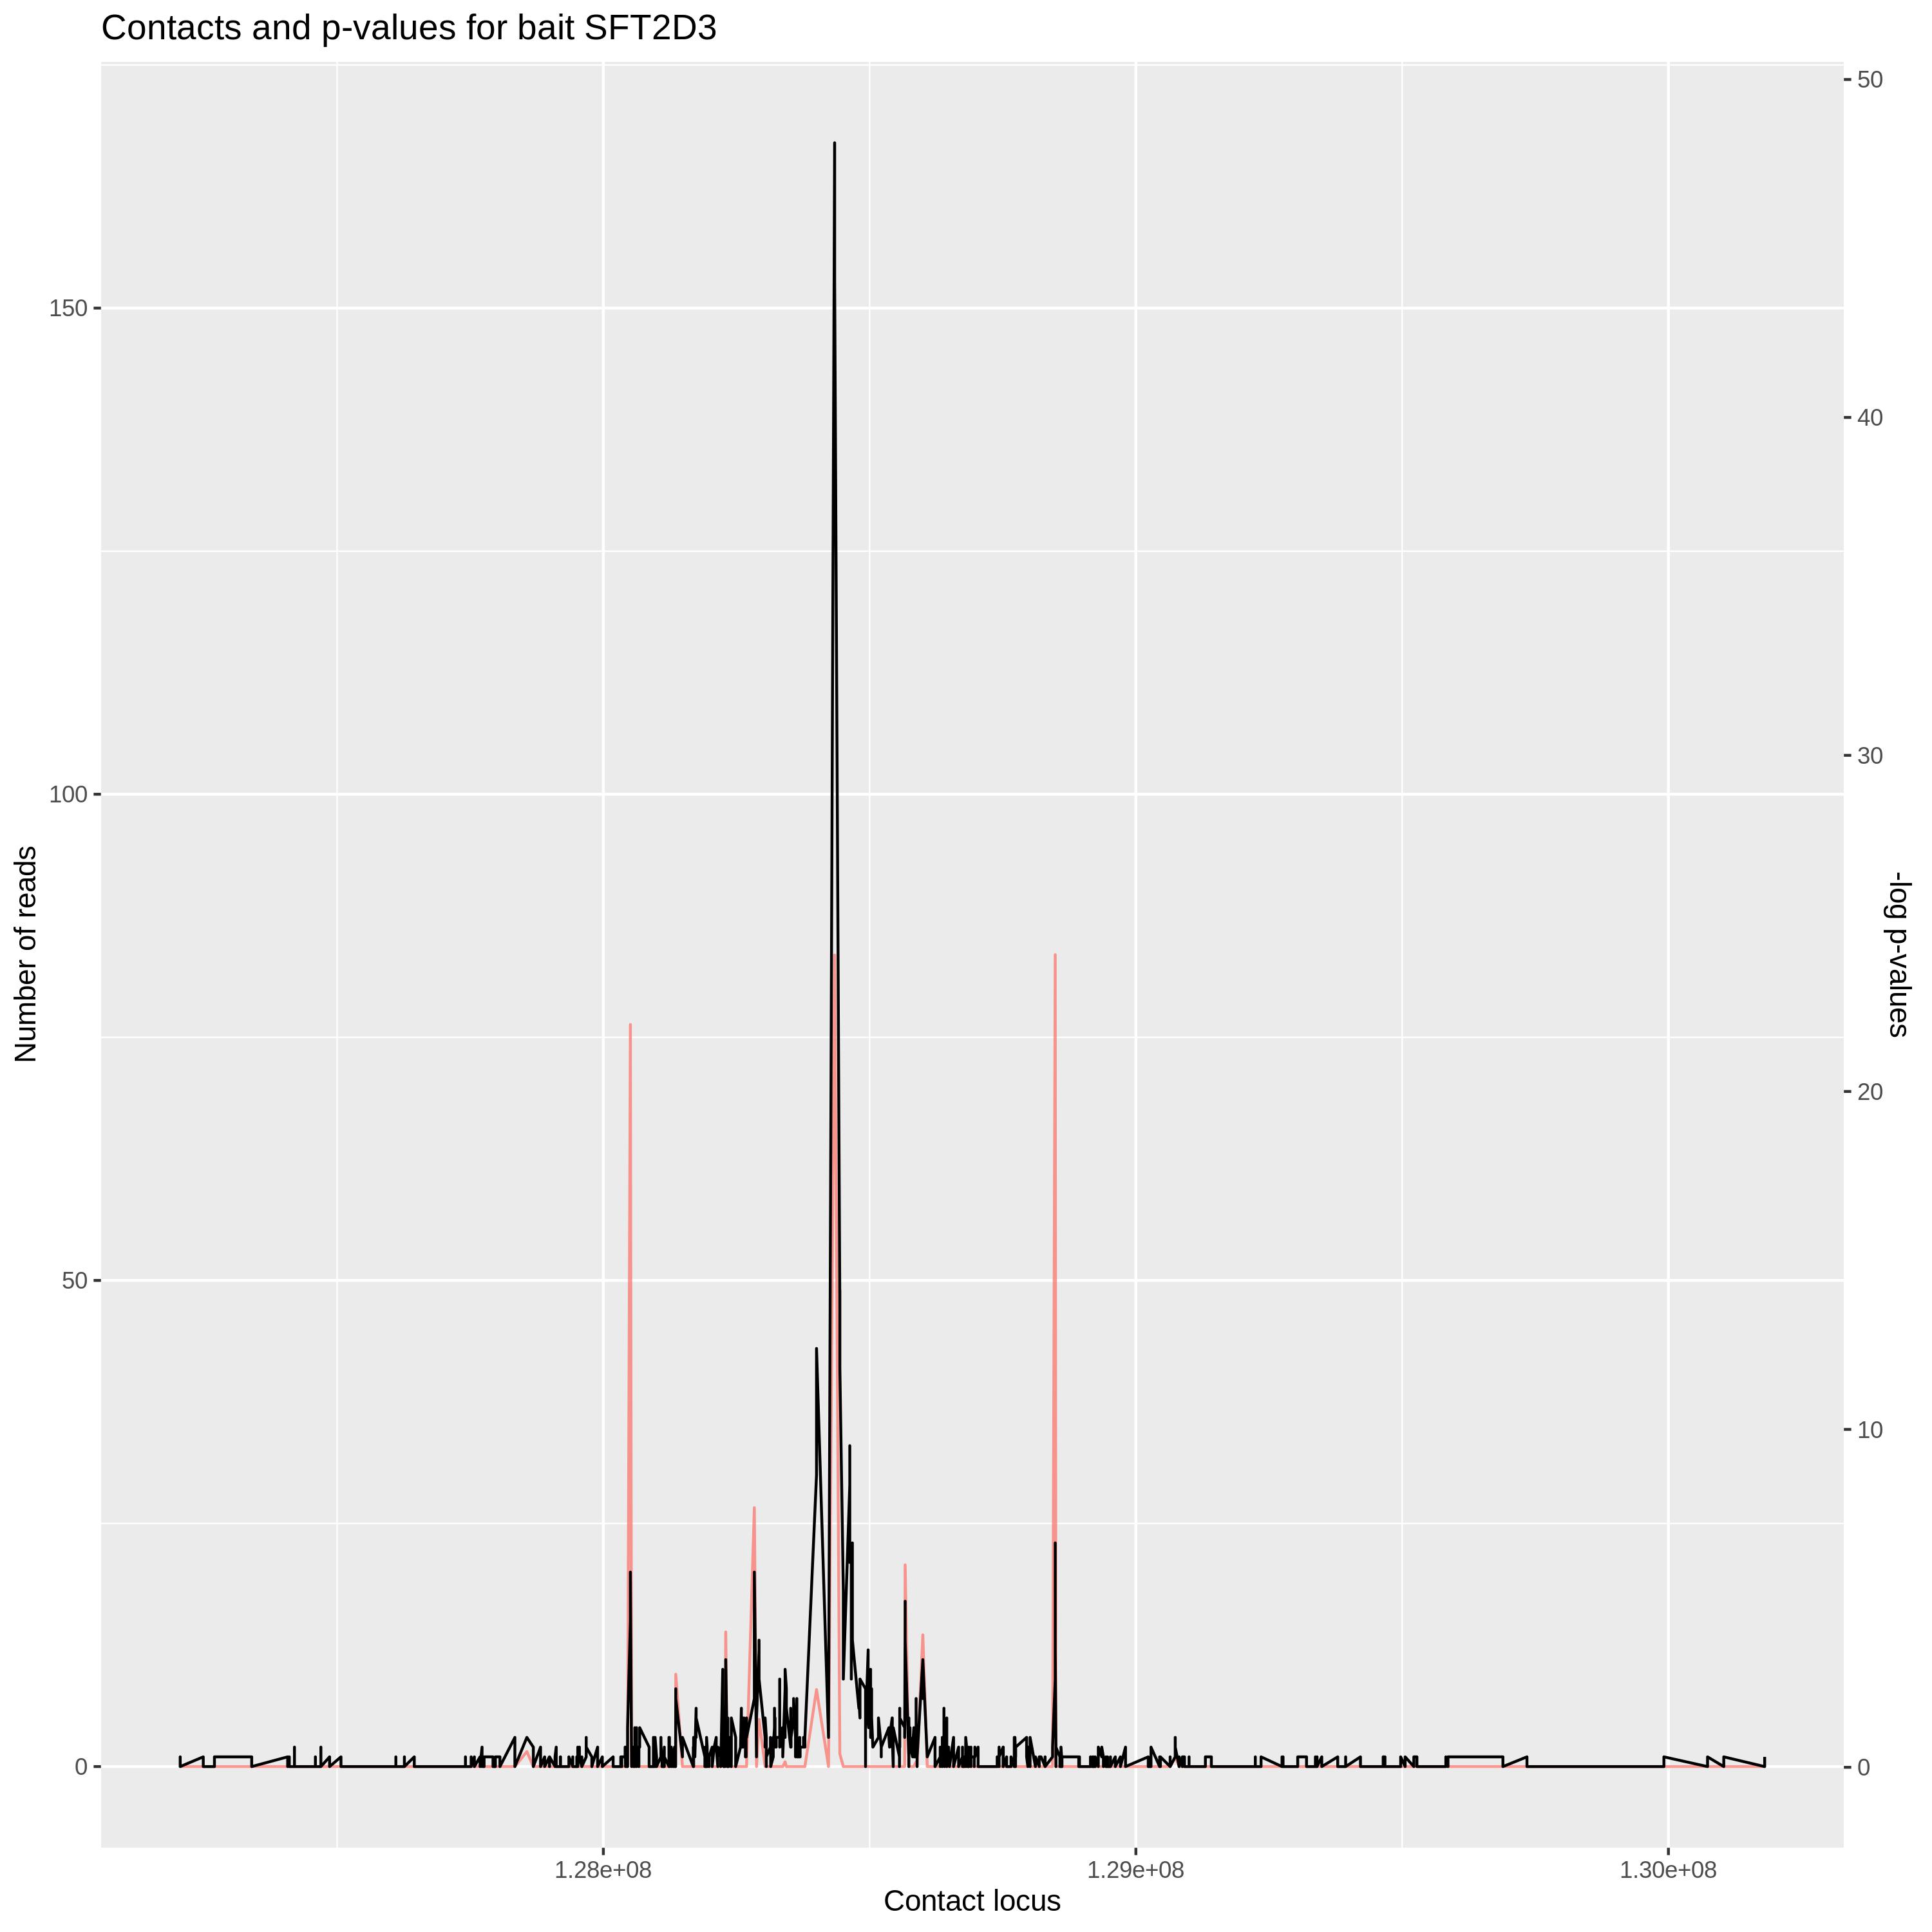 Contacts and p-values for bait SFT2D3
Number of reads
150
100
50
0
50
40
30
20
10
0
-log p-values
1.28e+08
1.29e+08
1.30e+08
Contact locus